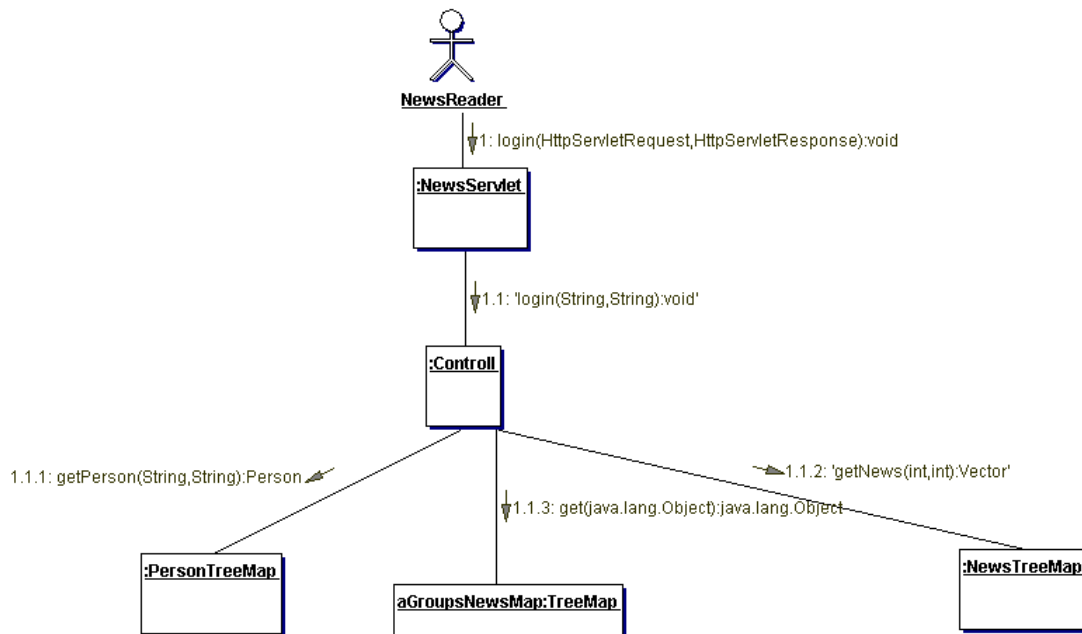 NewsReader
1: login(HttpServletRequest,HttpServletResponse):void
:NewsServlet
1.1: 'login(String,String):void'
:Controll
1.1.1: getPerson(String,String):Person
1.1.2: 'getNews(int,int):Vector'
1.1.3: get(java.lang.Object):java.lang.Object
:PersonTreeMap
aGroupsNewsMap:TreeMap
:NewsTreeMap